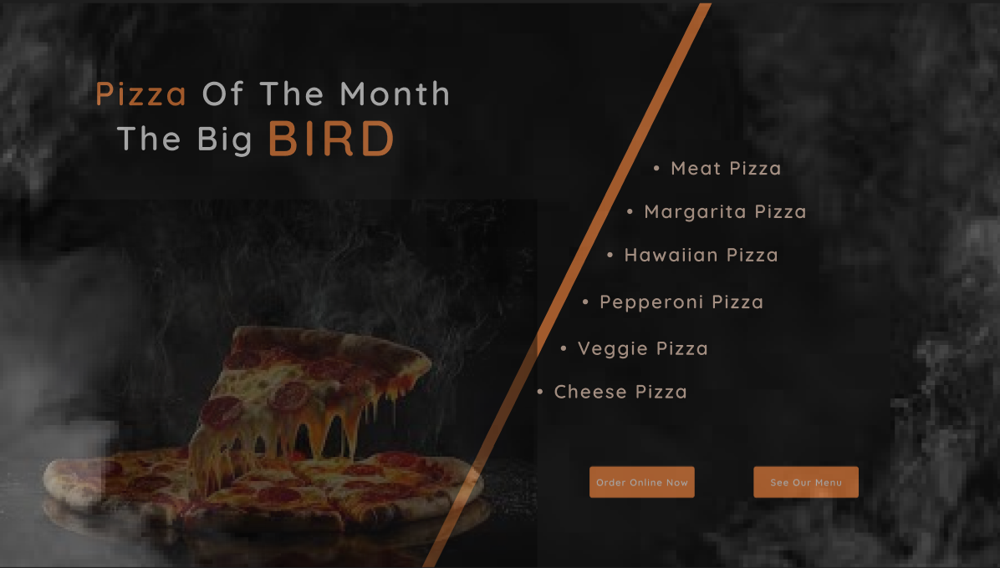 Pizza Of The Month
The Big BIRD
• Meat Pizza
• Margarita Pizza
• Hawaiian Pizza
• Pepperoni Pizza
• Veggie Pizza
• Cheese Pizza
Order Online Now
See Our Menu